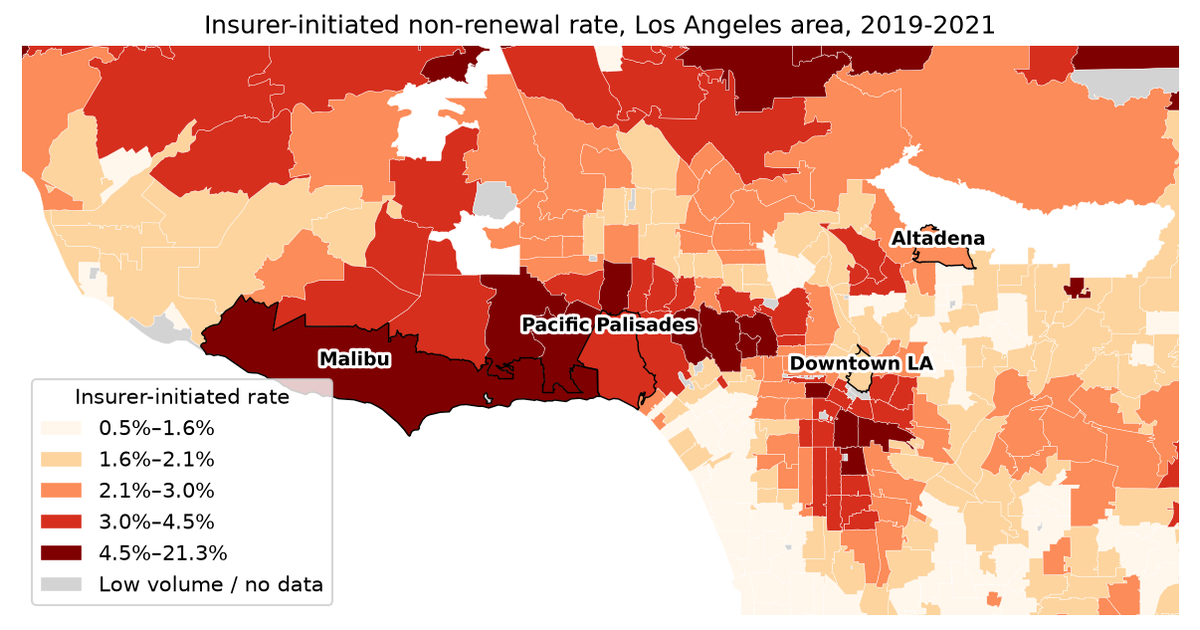 Insurer-initiated non-renewal rate, Los Angeles area, 2019-2021
Altadena
Pacific Palisades
Malibu
Downtown LA
Insurer-initiated rate
0.5%–1.6%
1.6%–2.1%
2.1%–3.0%
3.0%–4.5%
4.5%–21.3%
Low volume / no data